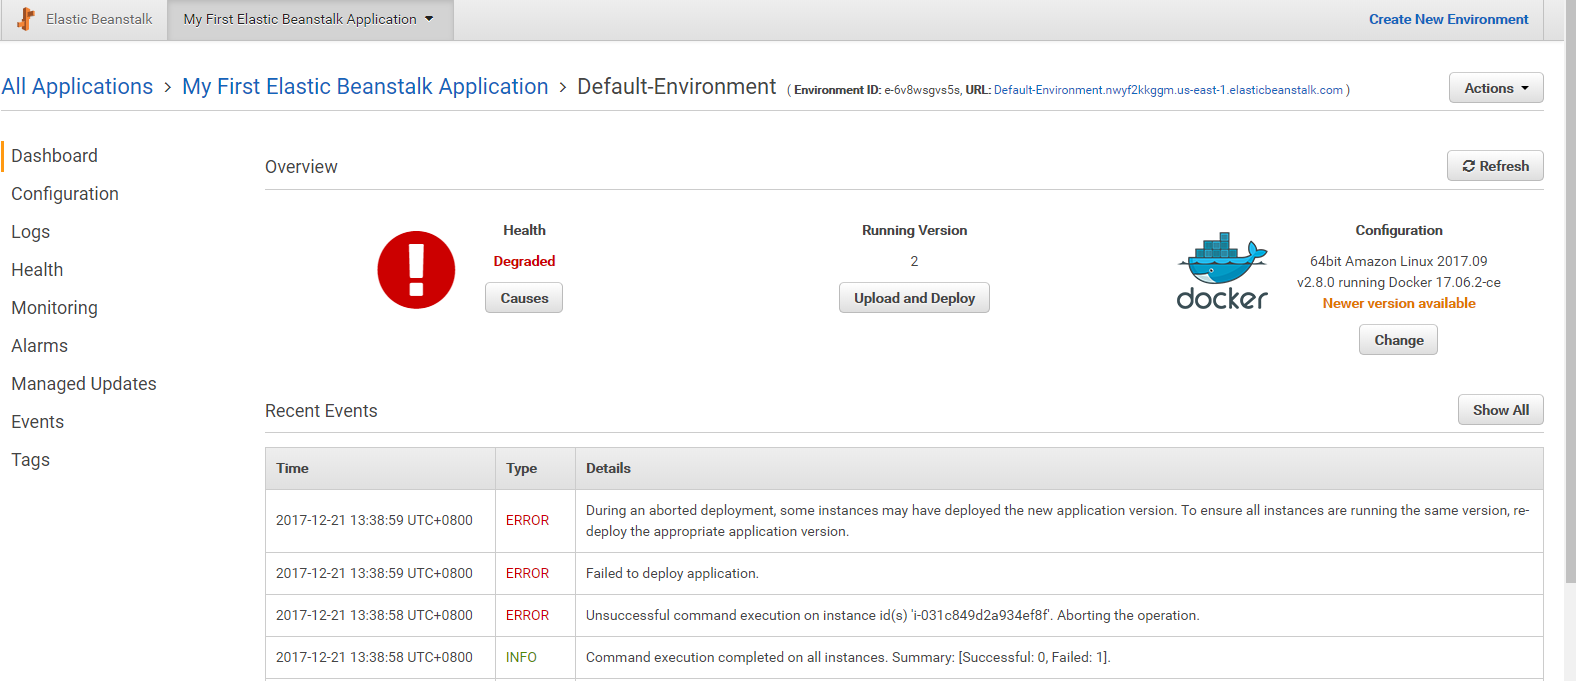 Elastic Beanstalk
My First Elastic Beanstalk Application
Create New Environment
All Applications > My First Elastic Beanstalk Application > Default-Environment ( Environment ID: e-6v8wsgvs5s, URL: Default-Environment.nwyf2kkggm.us-east-1.elasticbeanstalk.com )
Actions
Dashboard
Configuration
Logs
Health
Monitoring
Alarms
Managed Updates
Events
Tags
Overview
Refresh
Health
Degraded
Causes
Running Version
2
Upload and Deploy
docker
Configuration
64bit Amazon Linux 2017.09
v2.8.0 running Docker 17.06.2-ce
Newer version available
Change
Recent Events
Show All
Time Type Details
2017-12-21 13:38:59 UTC+0800 ERROR During an aborted deployment, some instances may have deployed the new application version. To ensure all instances are running the same version, re-
deploy the appropriate application version.
2017-12-21 13:38:59 UTC+0800 ERROR Failed to deploy application.
2017-12-21 13:38:58 UTC+0800 ERROR Unsuccessful command execution on instance id(s) 'i-031c849d2a934ef8f'. Aborting the operation.
2017-12-21 13:38:58 UTC+0800 INFO Command execution completed on all instances. Summary: [Successful: 0, Failed: 1].